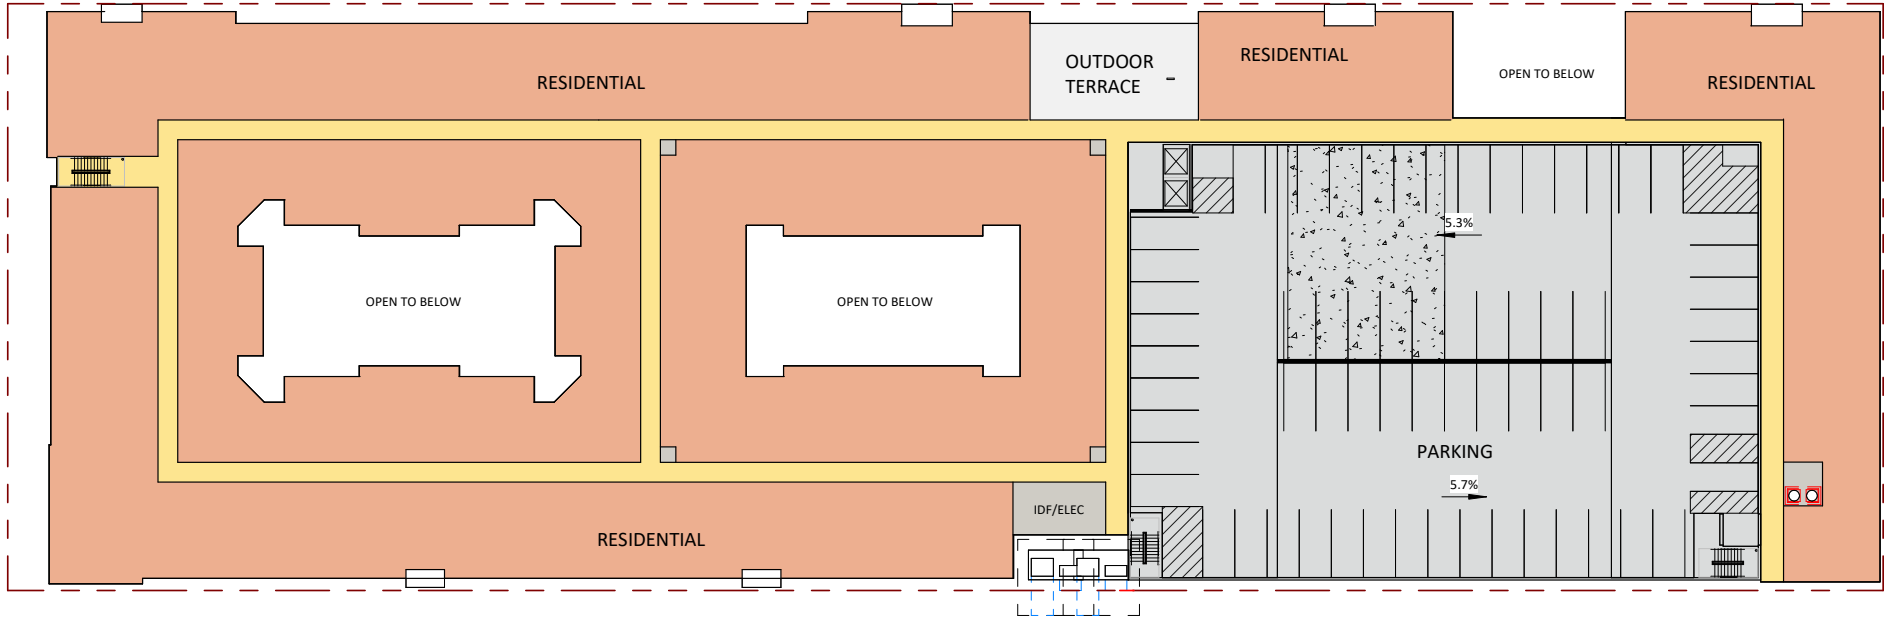 RESIDENTIAL
OUTDOOR
TERRACE
RESIDENTIAL
OPEN TO BELOW
RESIDENTIAL
5.3%
OPEN TO BELOW
OPEN TO BELOW
PARKING
5.7%
IDF/ELEC
RESIDENTIAL